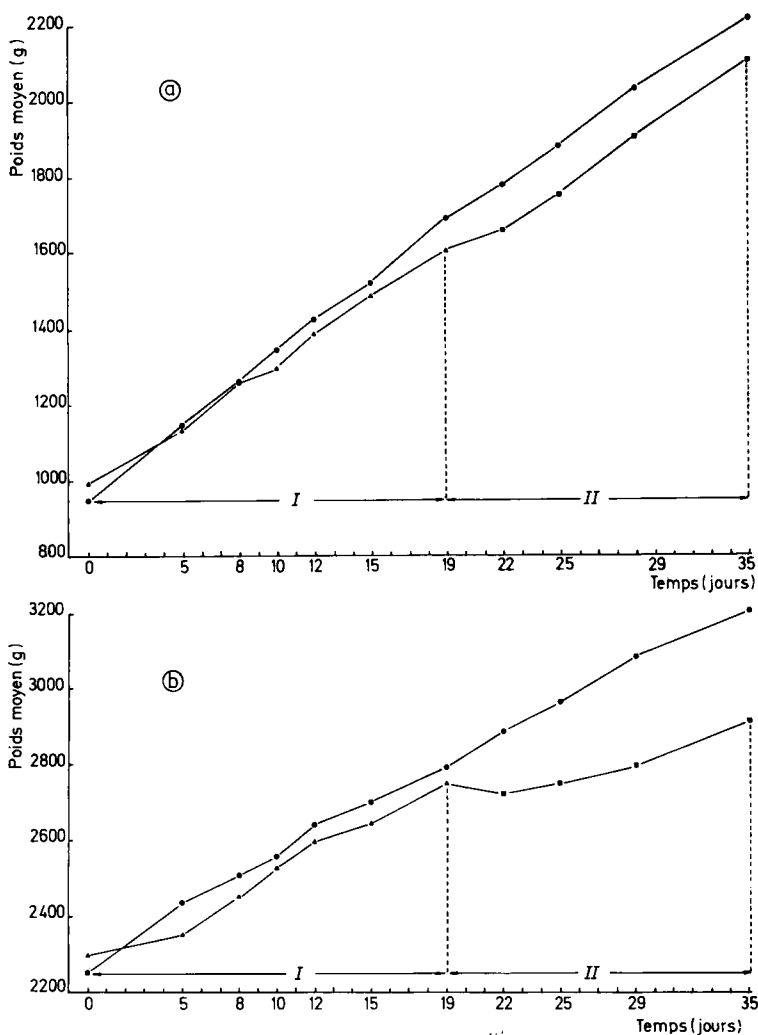 Poids moyen (g)
2200
2000
1800
1600
1400
1200
1000
800
a
I
II
0 5 8 10 12 15 19 22 25 29 35
Temps (jours)
Poids moyen (g)
3200
3000
2800
2600
2400
2200
b
I
II
0 5 8 10 12 15 19 22 25 29 35
Temps (jours)